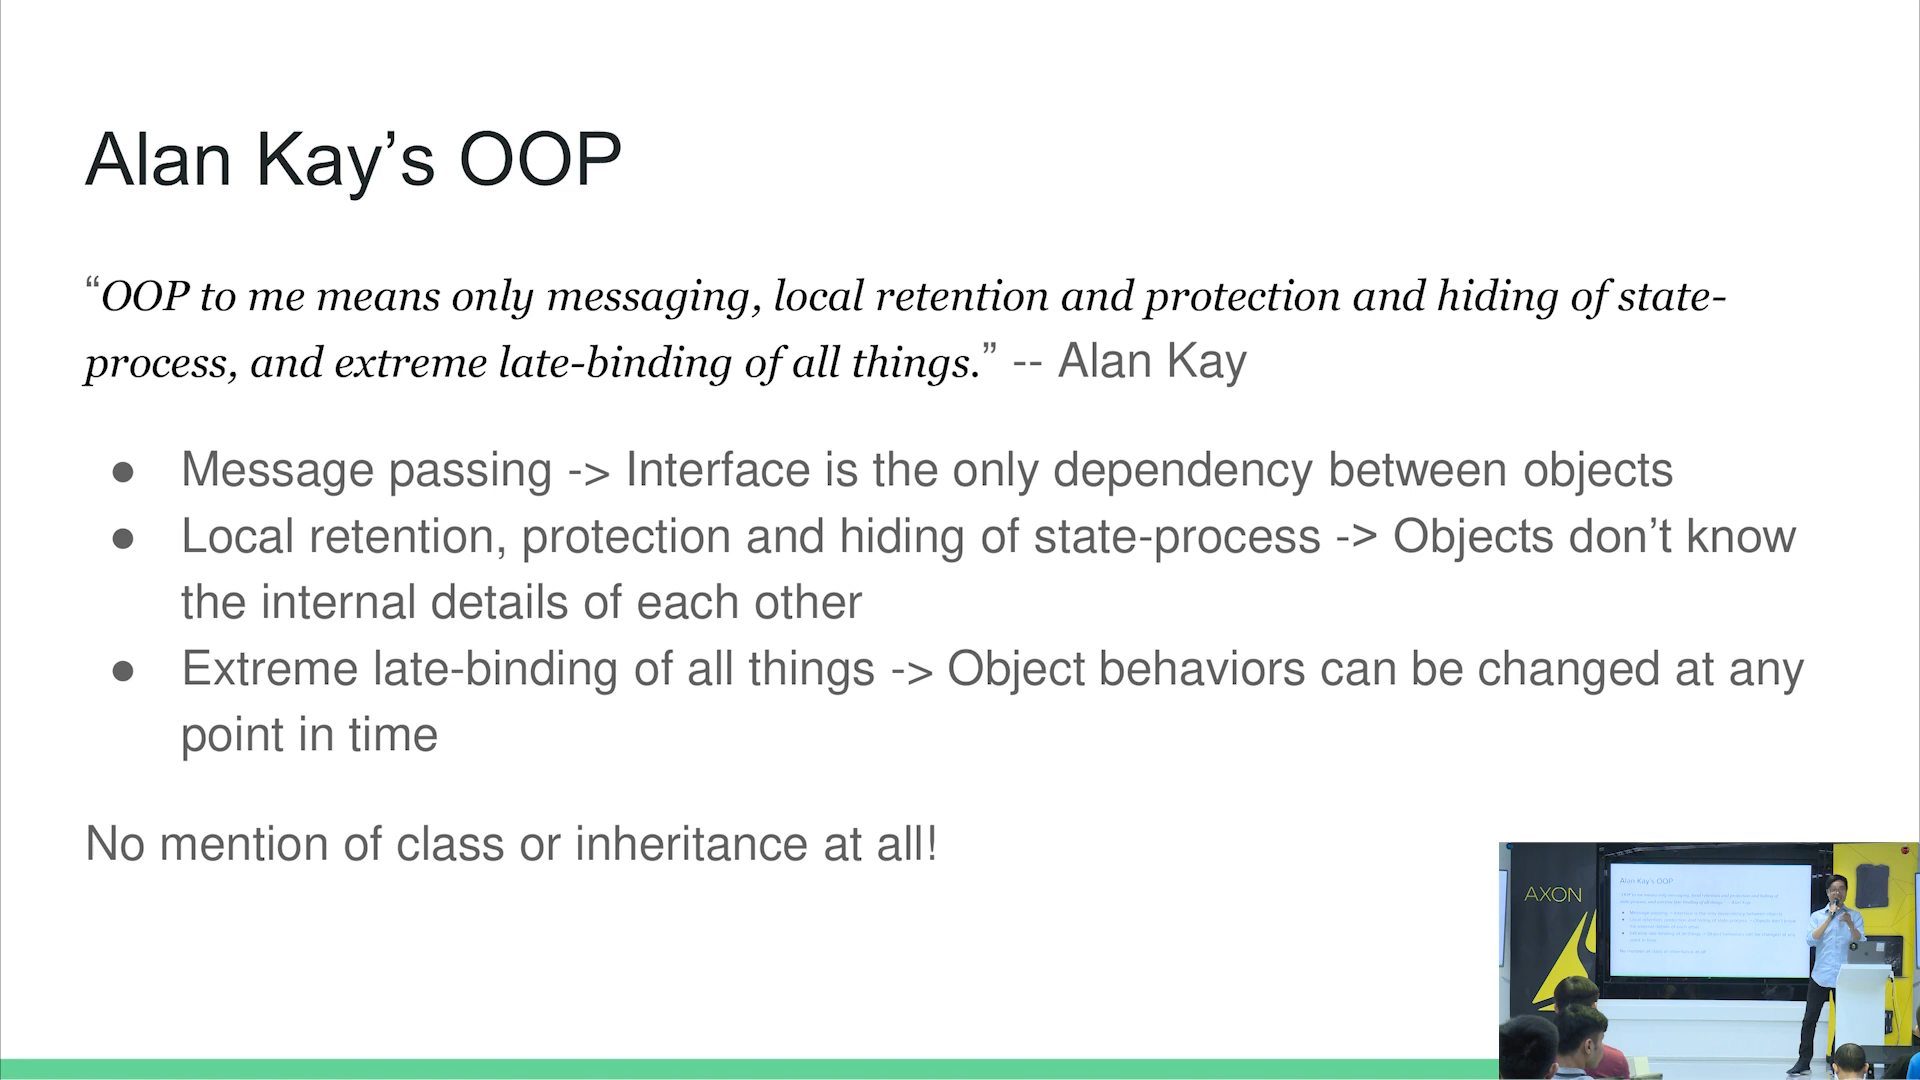 Alan Kay’s OOP
“OOP to me means only messaging, local retention and protection and hiding of state-
process, and extreme late-binding of all things.” -- Alan Kay
● Message passing -> Interface is the only dependency between objects
● Local retention, protection and hiding of state-process -> Objects don’t know
the internal details of each other
● Extreme late-binding of all things -> Object behaviors can be changed at any
point in time
No mention of class or inheritance at all!
AXON
Alan Kay's OOP